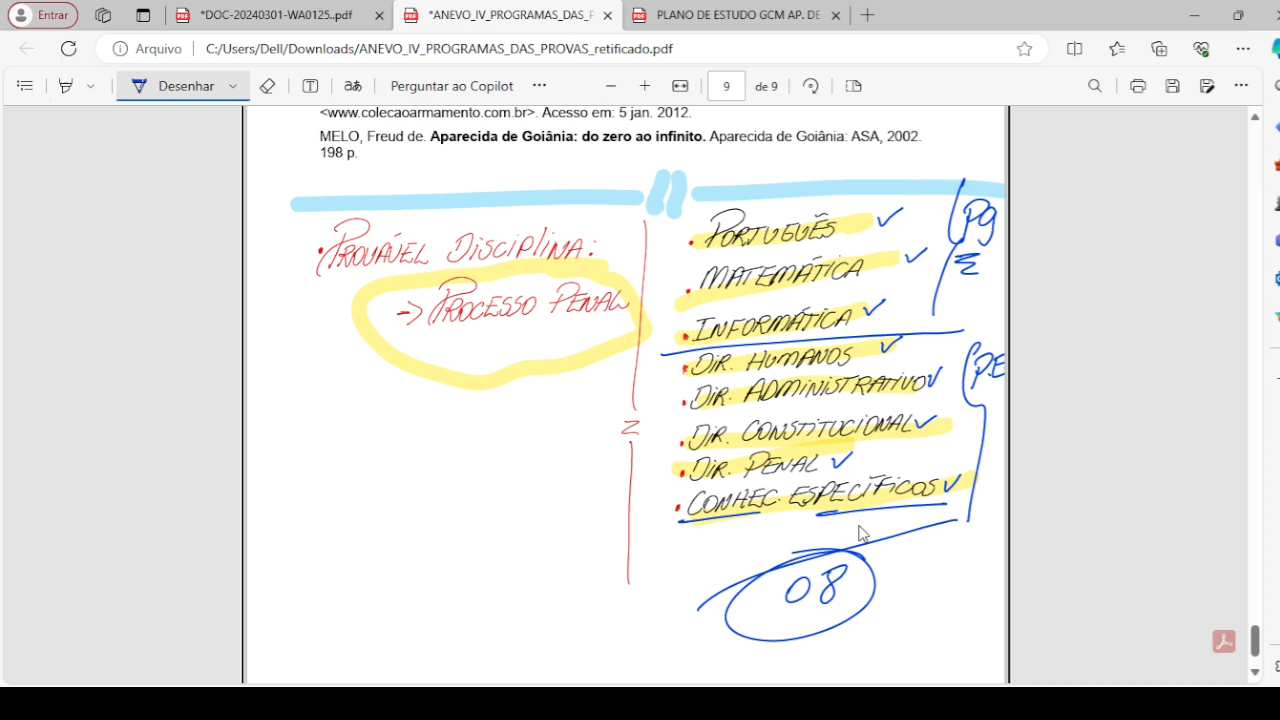 Entrar
*DOC-20240301-WA0125..pdf
*ANEVO_IV_PROGRAMAS_DAS_P
PLANO DE ESTUDO GCM AP. DE
Arquivo
C:/Users/Dell/Downloads/ANEVO_IV_PROGRAMAS_DAS_PROVAS_retificado.pdf
Desenhar
Perguntar ao Copilot
9
de 9
<www.colecaoarmamento.com.br>. Acesso em: 5 jan. 2012.
MELO, Freud de. Aparecida de Goiânia: do zero ao infinito. Aparecida de Goiânia: ASA, 2002.
198 p.
• PROVÁVEL DISCIPLINA:
-> PROCESSO PENAL
• PORTUGUÊS
• MATEMÁTICA
• INFORMÁTICA
• DIR. HUMANOS
• DIR. ADMINISTRATIVO
• DIR. CONSTITUCIONAL
• DIR. PENAL
• CONHEC. ESPECÍFICOS
Pg
P.E
08